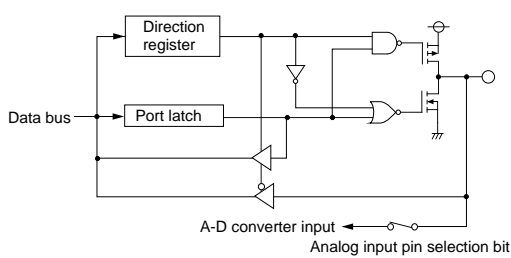 Direction
register
Data bus
Port latch
A-D converter input
Analog input pin selection bit